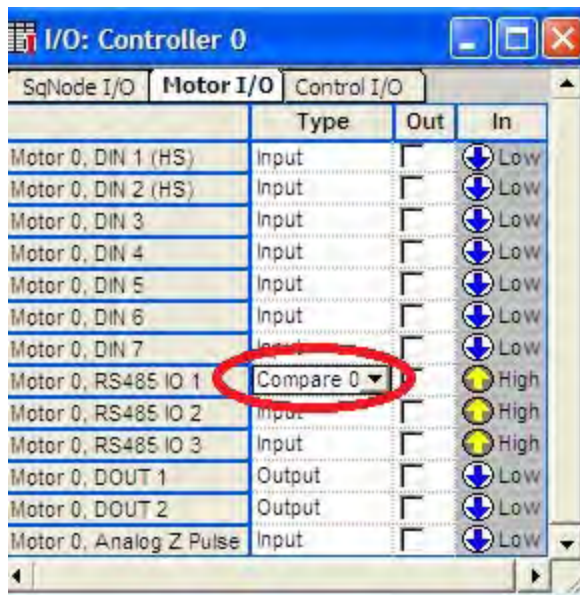 I/O: Controller 0
SqNode I/O Motor I/O Control I/O
Type Out In
Motor 0, DIN 1 (HS) Input Low
Motor 0, DIN 2 (HS) Input Low
Motor 0, DIN 3 Input Low
Motor 0, DIN 4 Input Low
Motor 0, DIN 5 Input Low
Motor 0, DIN 6 Input Low
Motor 0, DIN 7 Input Low
Motor 0, RS485 IO 1 Compare 0 High
Motor 0, RS485 IO 2 Input High
Motor 0, RS485 IO 3 Input High
Motor 0, DOUT 1 Output Low
Motor 0, DOUT 2 Output Low
Motor 0, Analog Z Pulse Input Low